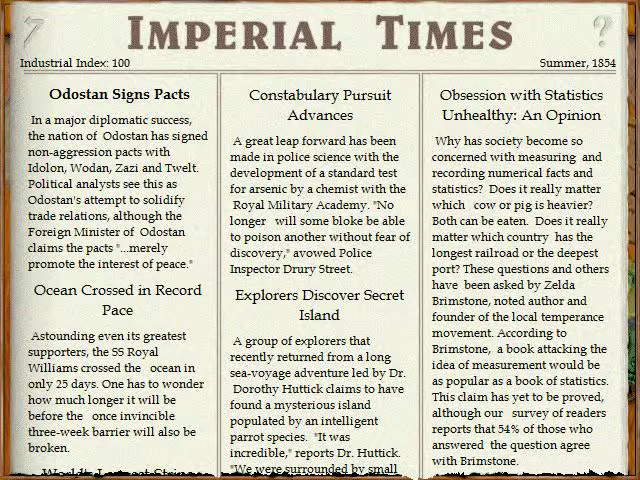 IMPERIAL TIMES
Industrial Index: 100
Summer, 1854
Odostan Signs Pacts
In a major diplomatic success,
the nation of Odostan has signed
non-aggression pacts with
Idolon, Wodan, Zazi and Twelt.
Political analysts see this as
Odostan's attempt to solidify
trade relations, although the
Foreign Minister of Odostan
claims the pacts "...merely
promote the interest of peace."
Ocean Crossed in Record
Pace
Astounding even its greatest
supporters, the SS Royal
Williams crossed the ocean in
only 25 days. One has to wonder
how much longer it will be
before the once invincible
three-week barrier will also be
broken.
Constabulary Pursuit
Advances
A great leap forward has been
made in police science with the
development of a standard test
for arsenic by a chemist with the
Royal Military Academy. "No
longer will some bloke be able
to poison another without fear of
discovery," avowed Police
Inspector Drury Street.
Explorers Discover Secret
Island
A group of explorers that
recently returned from a long
sea-voyage adventure led by Dr.
Dorothy Huttick claims to have
found a mysterious island
populated by an intelligent
parrot species. "It was
incredible," reports Dr. Huttick.
"We were surrounded by small
Obsession with Statistics
Unhealthy: An Opinion
Why has society become so
concerned with measuring and
recording numerical facts and
statistics? Does it really matter
which cow or pig is heavier?
Both can be eaten. Does it really
matter which country has the
longest railroad or the deepest
port? These questions and others
have been asked by Zelda
Brimstone, noted author and
founder of the local temperance
movement. According to
Brimstone, a book attacking the
idea of measurement would be
as popular as a book of statistics.
This claim has yet to be proved,
although our survey of readers
reports that 54% of those who
answered the question agree
with Brimstone.